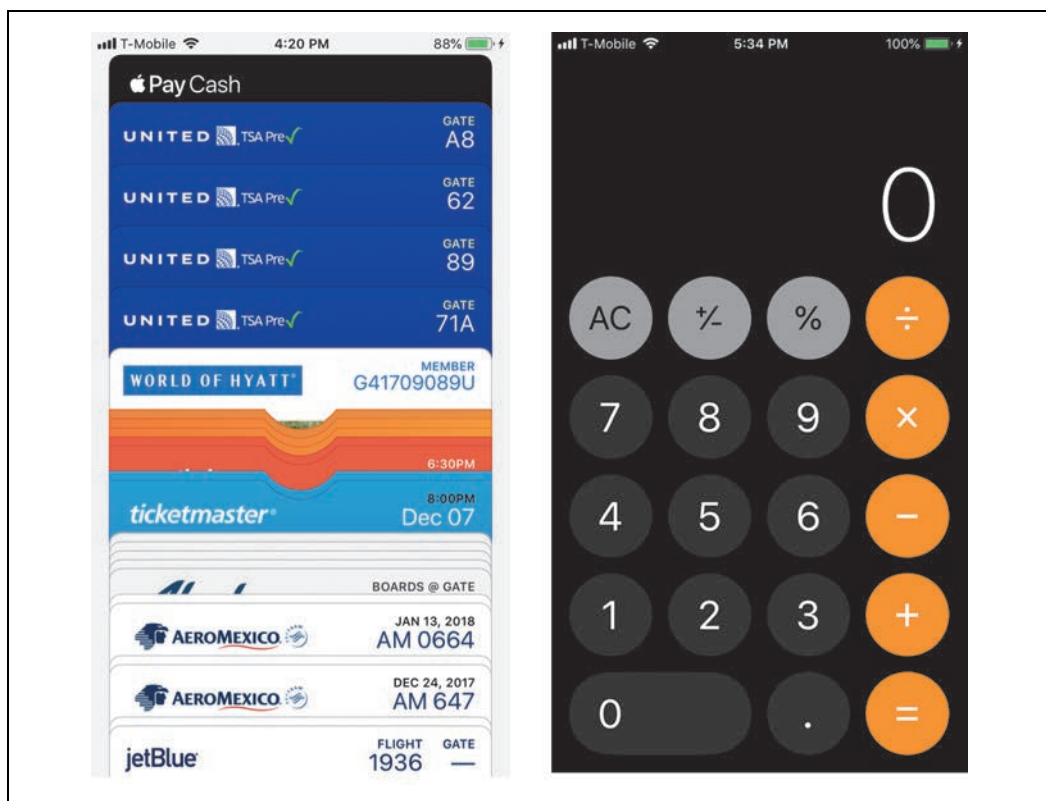 T-Mobile 4:20 PM 88%
Pay Cash
UNITED TSA Pre✓ GATE
A8
UNITED TSA Pre✓ GATE
62
UNITED TSA Pre✓ GATE
89
UNITED TSA Pre✓ GATE
71A
WORLD OF HYATT® MEMBER
G41709089U
6:30PM
8:00PM
ticketmaster® Dec 07
BOARDS @ GATE
JAN 13, 2018
AEROMEXICO. AM 0664
DEC 24, 2017
AEROMEXICO. AM 647
FLIGHT GATE
jetBlue 1936 —
T-Mobile 5:34 PM 100%
0
AC +/- % ÷
7 8 9 ×
4 5 6 −
1 2 3 +
0 . =